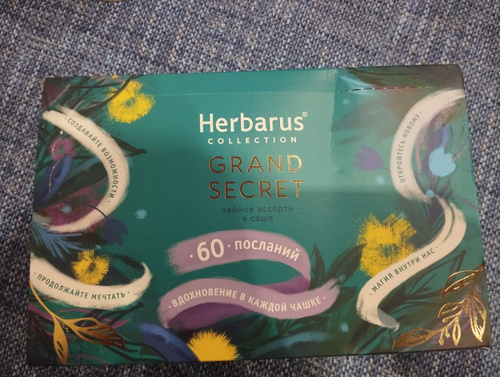 Herbarus®
COLLECTION
GRAND
SECRET
чайное ассорти
в саше
СОЗДАВАЙТЕ ВОЗМОЖНОСТИ
ОТКРОЙТЕСЬ НОВОМУ
· 60 · посланий
· ВДОХНОВЕНИЕ В КАЖДОЙ ЧАШКЕ ·
ПРОДОЛЖАЙТЕ МЕЧТАТЬ ·
· МАГИЯ ВНУТРИ НАС ·